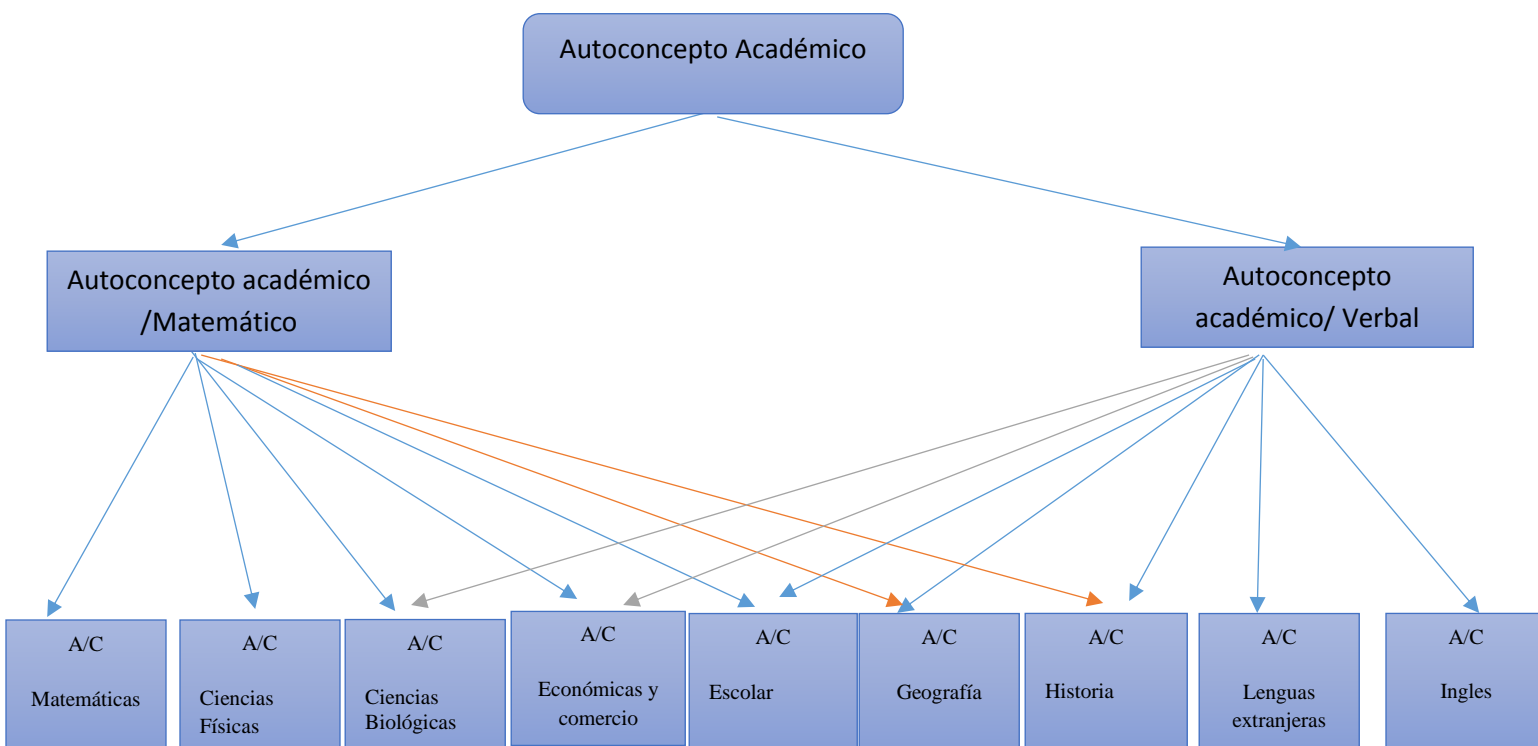 Autoconcepto Académico
Autoconcepto académico
/Matemático
Autoconcepto
académico/ Verbal
A/C
Matemáticas
A/C
Ciencias
Físicas
A/C
Ciencias
Biológicas
A/C
Económicas y
comercio
A/C
Escolar
A/C
Geografía
A/C
Historia
A/C
Lenguas
extranjeras
A/C
Ingles